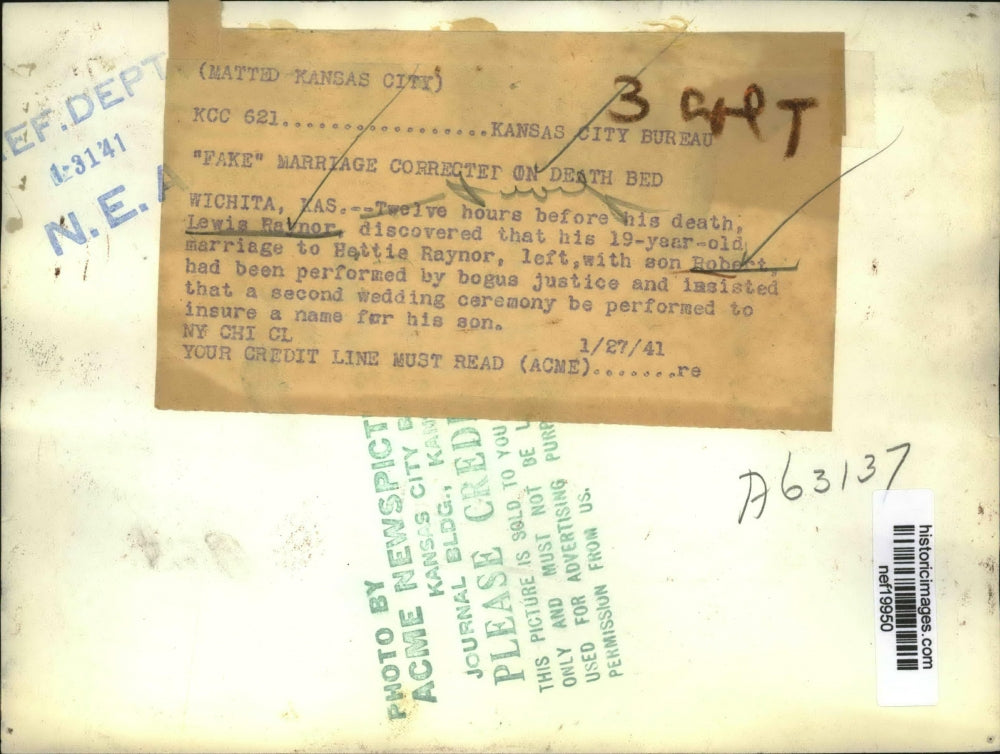 (MATTED KANSAS CITY)
3 col T
KCC 621..................KANSAS CITY BUREAU
"FAKE" MARRIAGE CORRECTED ON DEATH BED
WICHITA, KAS.--Twelve hours before his death,
Lewis Raynor, discovered that his 19-year-old
marriage to Hettie Raynor, left,with son Robert,
had been performed by bogus justice and insisted
that a second wedding ceremony be performed to
insure a name for his son.
NY CHI CL 1/27/41
YOUR CREDIT LINE MUST READ (ACME)........re
EF. DEPT
1-31'41
N.E.A
PHOTO BY
ACME NEWSPICT
KANSAS CITY B
JOURNAL BLDG., KAN
PLEASE CREDI
THIS PICTURE IS SOLD TO YOU
ONLY AND MUST NOT BE
USED FOR ADVERTISING PURP
PERMISSION FROM US.
A63137
historicimages.com
nef19950